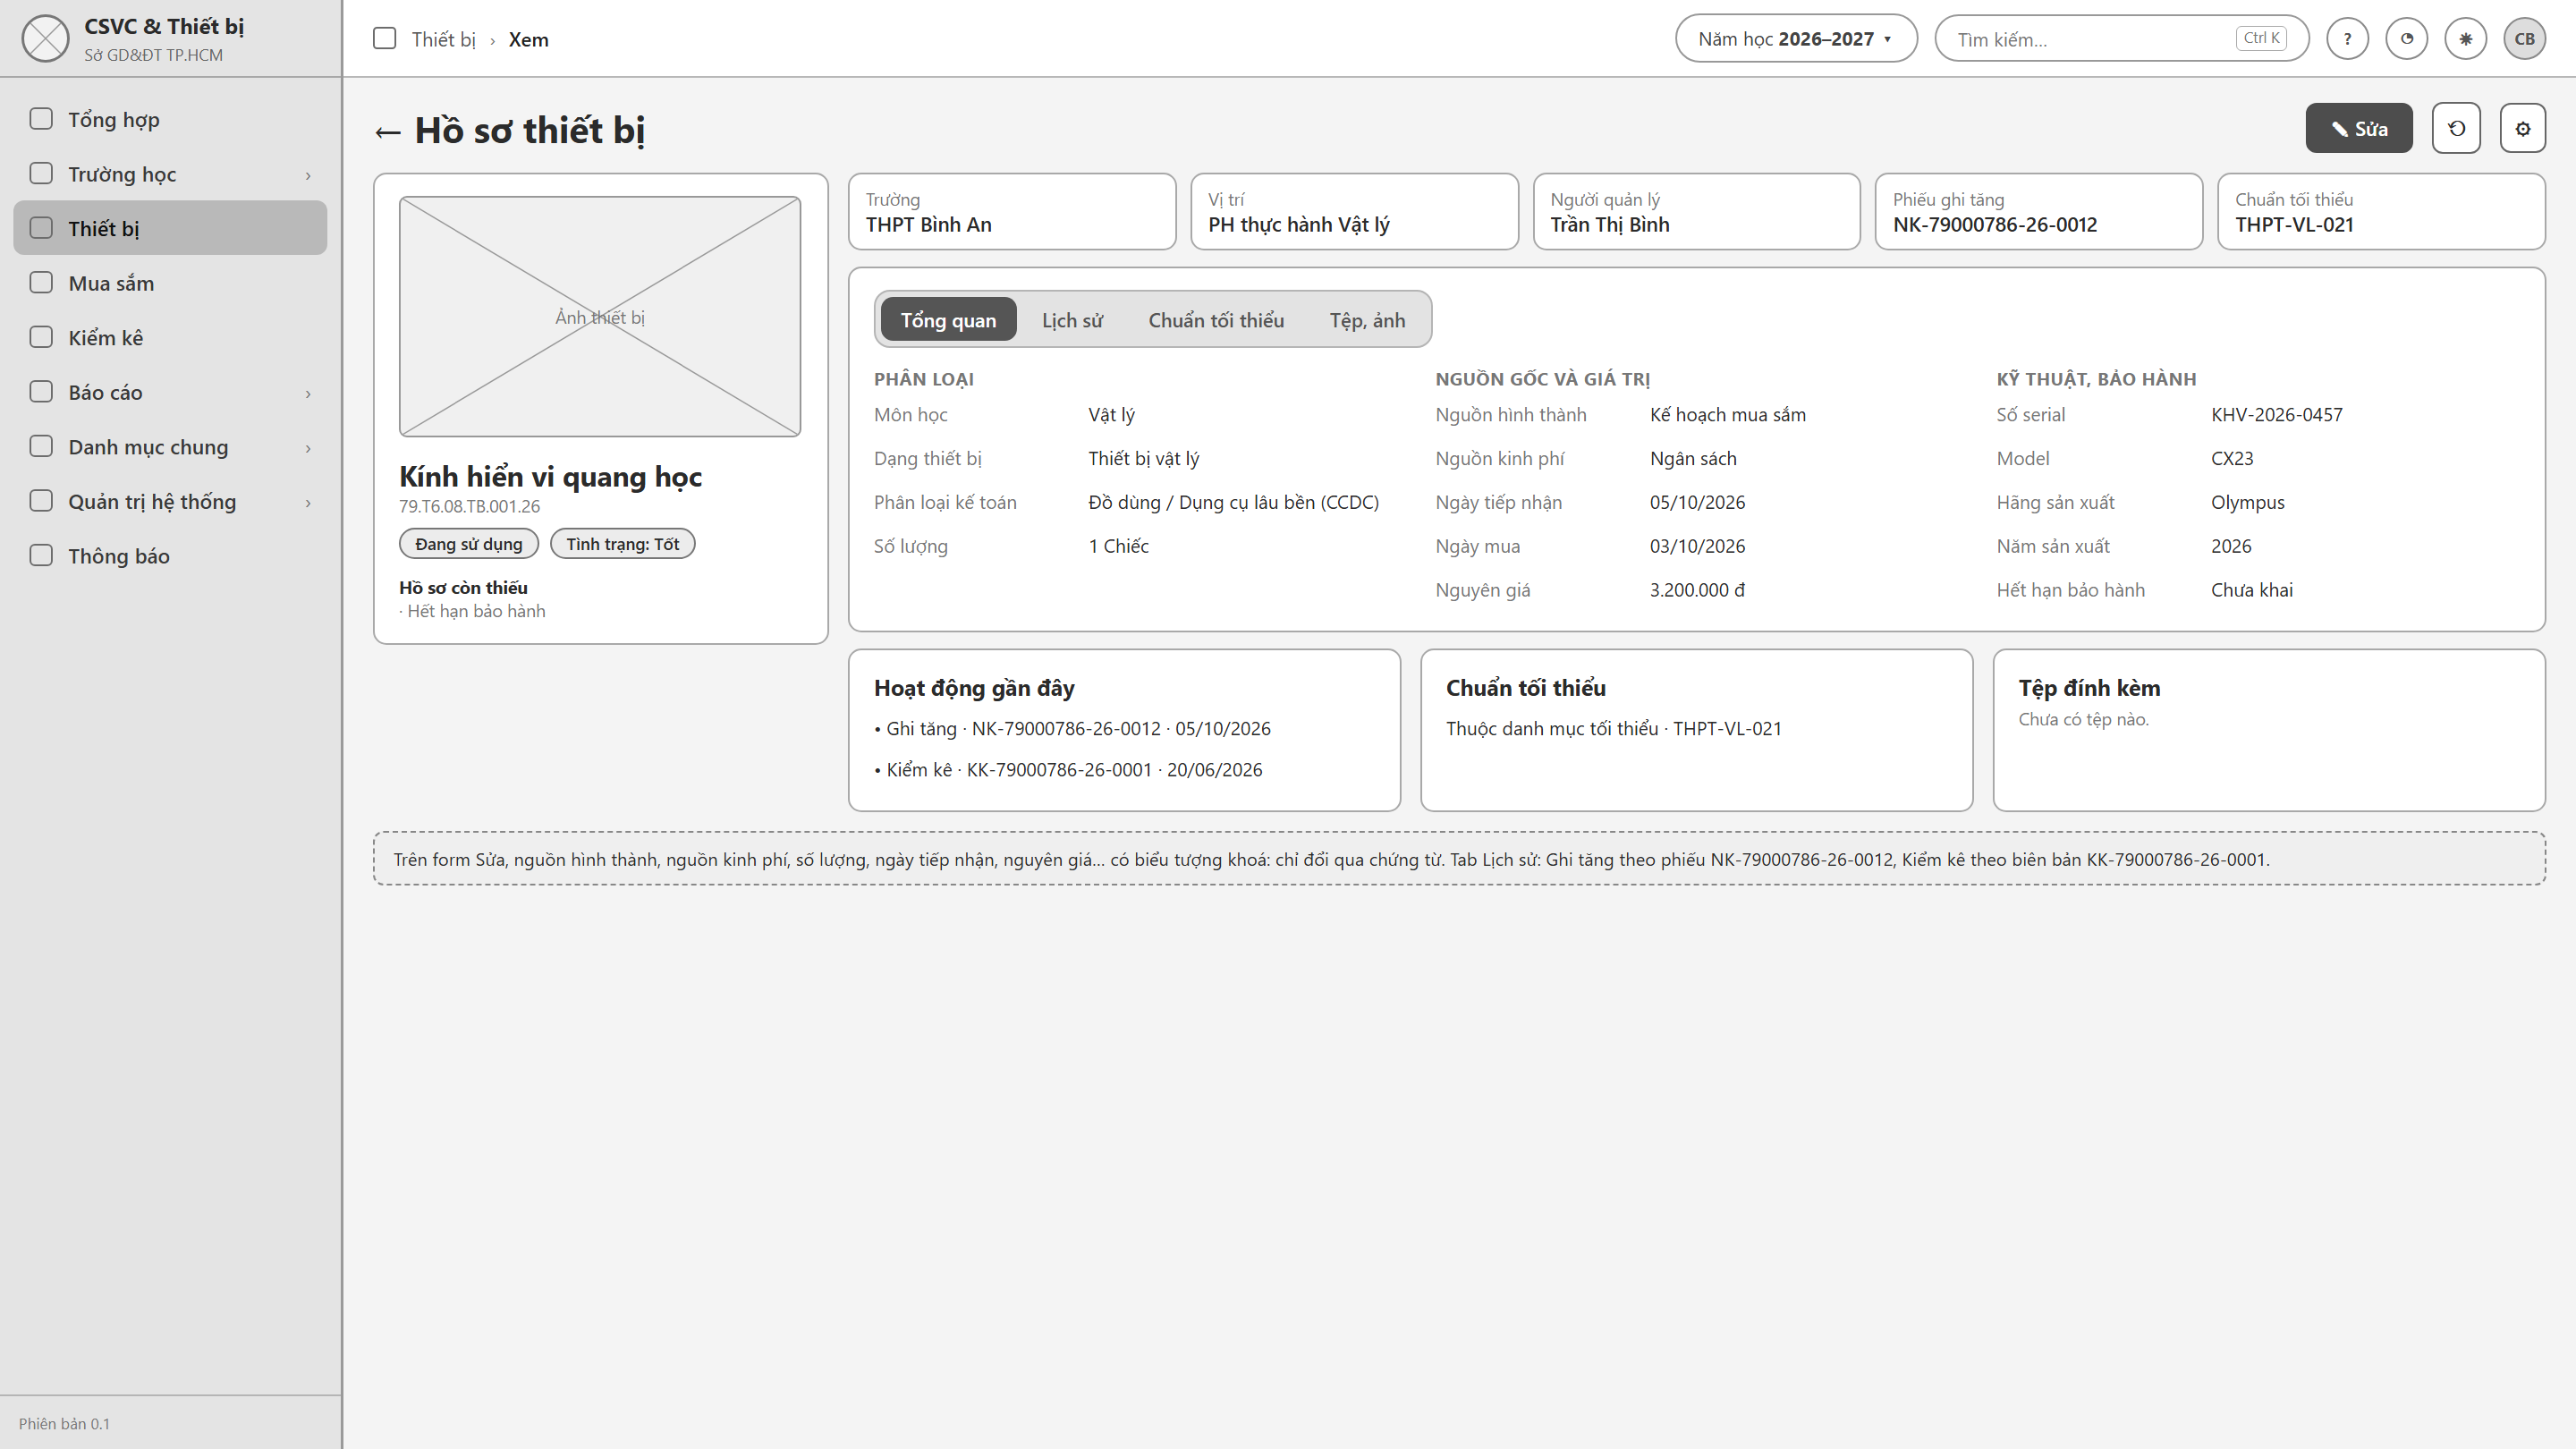 CSVC & Thiết bị
Sở GD&ĐT TP.HCM
Tổng hợp
Trường học
Thiết bị
Mua sắm
Kiểm kê
Báo cáo
Danh mục chung
Quản trị hệ thống
Thông báo
Phiên bản 0.1
Thiết bị › Xem
Năm học 2026–2027
Tìm kiếm...
Ctrl K
?
CB
← Hồ sơ thiết bị
Sửa
Ảnh thiết bị
Kính hiển vi quang học
79.T6.08.TB.001.26
Đang sử dụng
Tình trạng: Tốt
Hồ sơ còn thiếu
· Hết hạn bảo hành
Trường
THPT Bình An
Vị trí
PH thực hành Vật lý
Người quản lý
Trần Thị Bình
Phiếu ghi tăng
NK-79000786-26-0012
Chuẩn tối thiểu
THPT-VL-021
Tổng quan
Lịch sử
Chuẩn tối thiểu
Tệp, ảnh
PHÂN LOẠI
Môn học Vật lý
Dạng thiết bị Thiết bị vật lý
Phân loại kế toán Đồ dùng / Dụng cụ lâu bền (CCDC)
Số lượng 1 Chiếc
NGUỒN GỐC VÀ GIÁ TRỊ
Nguồn hình thành Kế hoạch mua sắm
Nguồn kinh phí Ngân sách
Ngày tiếp nhận 05/10/2026
Ngày mua 03/10/2026
Nguyên giá 3.200.000 đ
KỸ THUẬT, BẢO HÀNH
Số serial KHV-2026-0457
Model CX23
Hãng sản xuất Olympus
Năm sản xuất 2026
Hết hạn bảo hành Chưa khai
Hoạt động gần đây
• Ghi tăng · NK-79000786-26-0012 · 05/10/2026
• Kiểm kê · KK-79000786-26-0001 · 20/06/2026
Chuẩn tối thiểu
Thuộc danh mục tối thiểu · THPT-VL-021
Tệp đính kèm
Chưa có tệp nào.
Trên form Sửa, nguồn hình thành, nguồn kinh phí, số lượng, ngày tiếp nhận, nguyên giá... có biểu tượng khoá: chỉ đổi qua chứng từ. Tab Lịch sử: Ghi tăng theo phiếu NK-79000786-26-0012, Kiểm kê theo biên bản KK-79000786-26-0001.